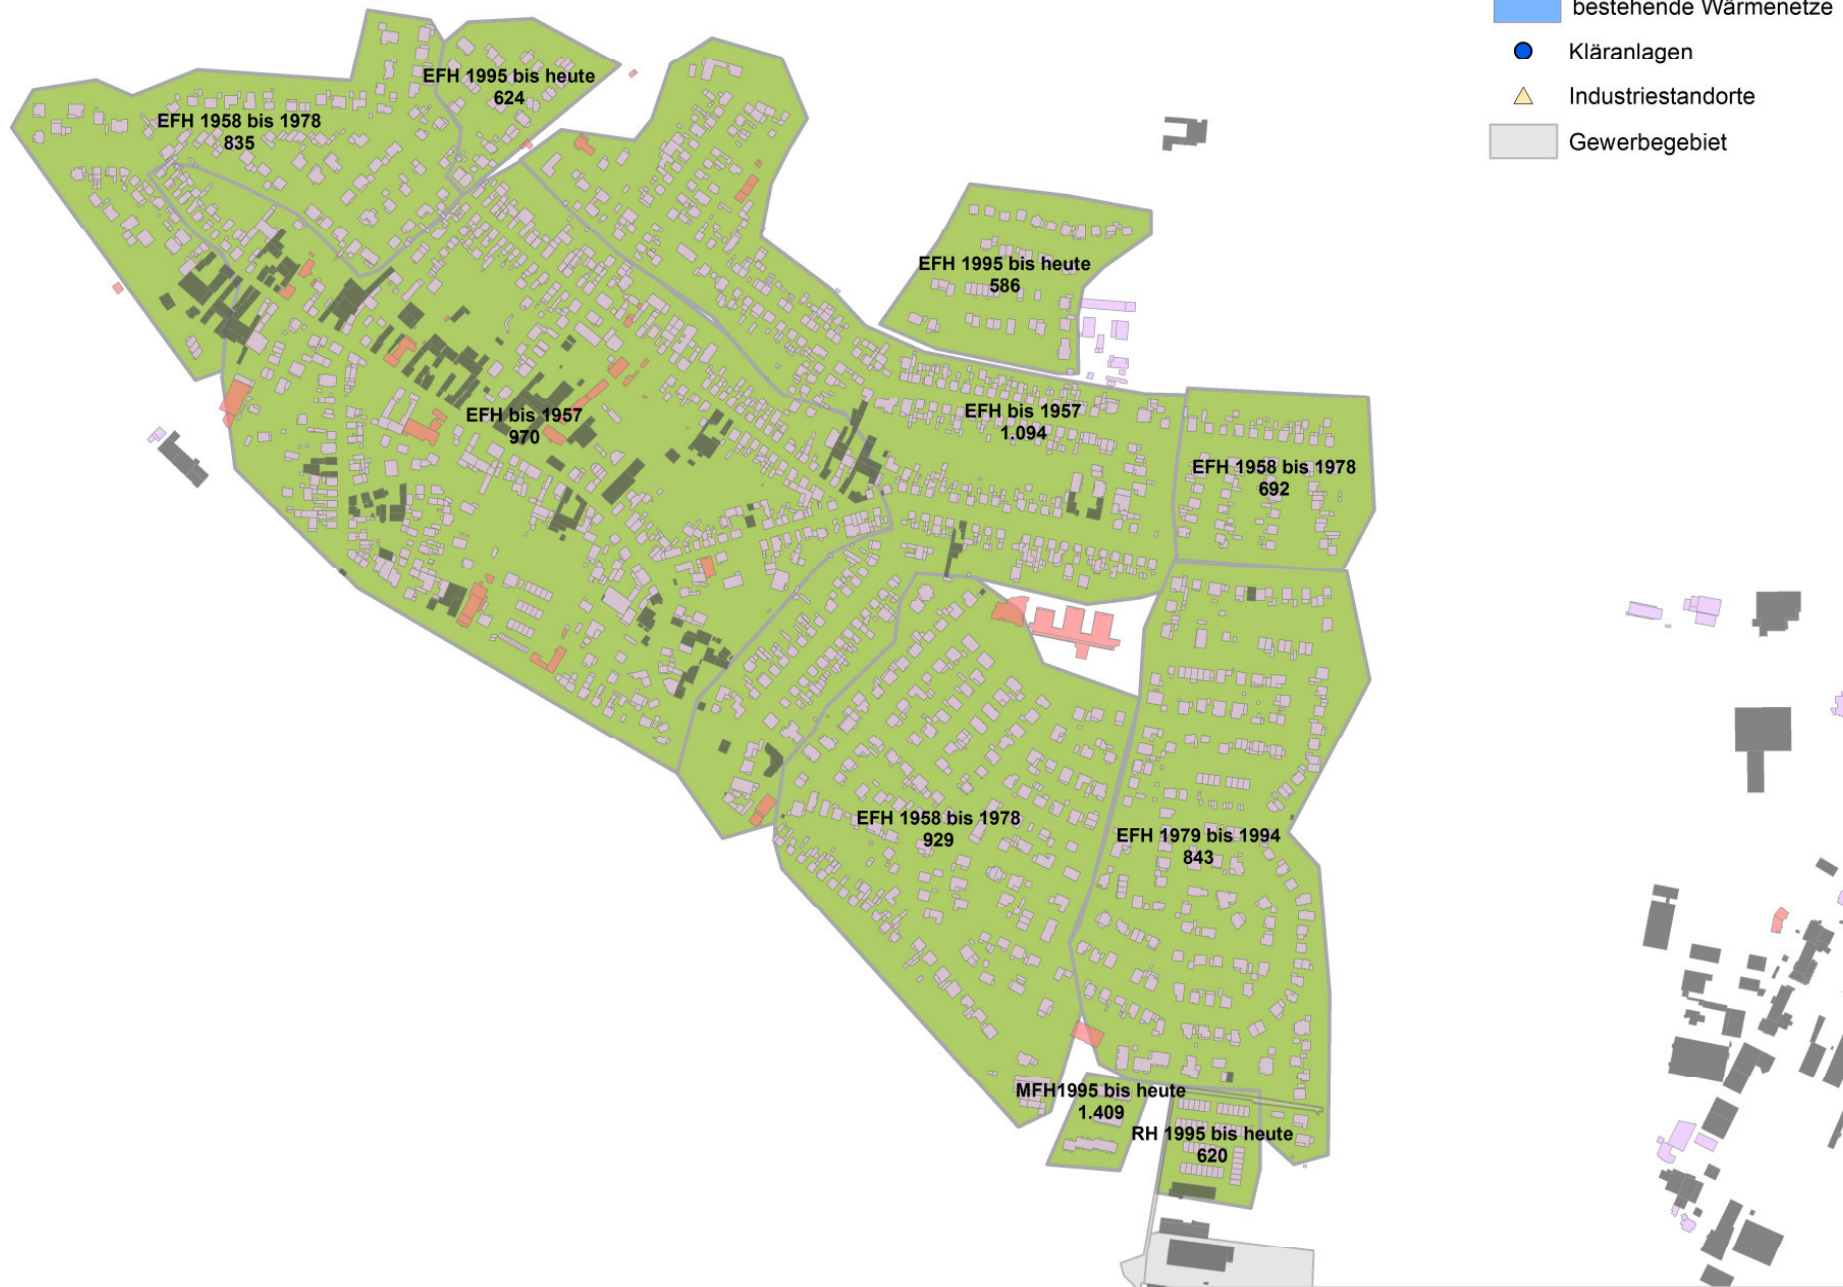 bestehende Wärmenetze
Kläranlagen
Industriestandorte
Gewerbegebiet
EFH 1995 bis heute
624
EFH 1958 bis 1978
835
EFH 1995 bis heute
586
EFH bis 1957
970
EFH bis 1957
1.094
EFH 1958 bis 1978
692
EFH 1958 bis 1978
929
EFH 1979 bis 1994
843
MFH1995 bis heute
1.409
RH 1995 bis heute
620